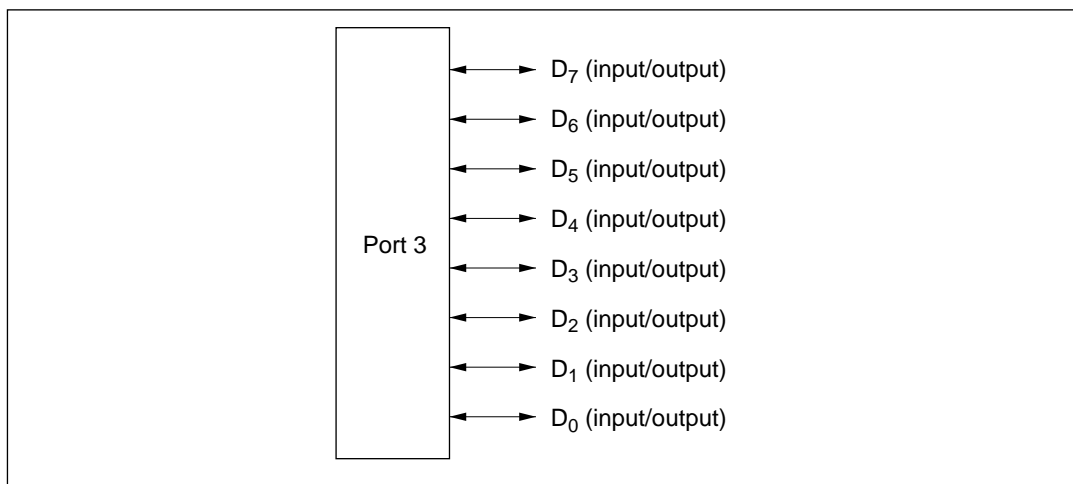 D7 (input/output)
D6 (input/output)
D5 (input/output)
D4 (input/output)
Port 3
D3 (input/output)
D2 (input/output)
D1 (input/output)
D0 (input/output)